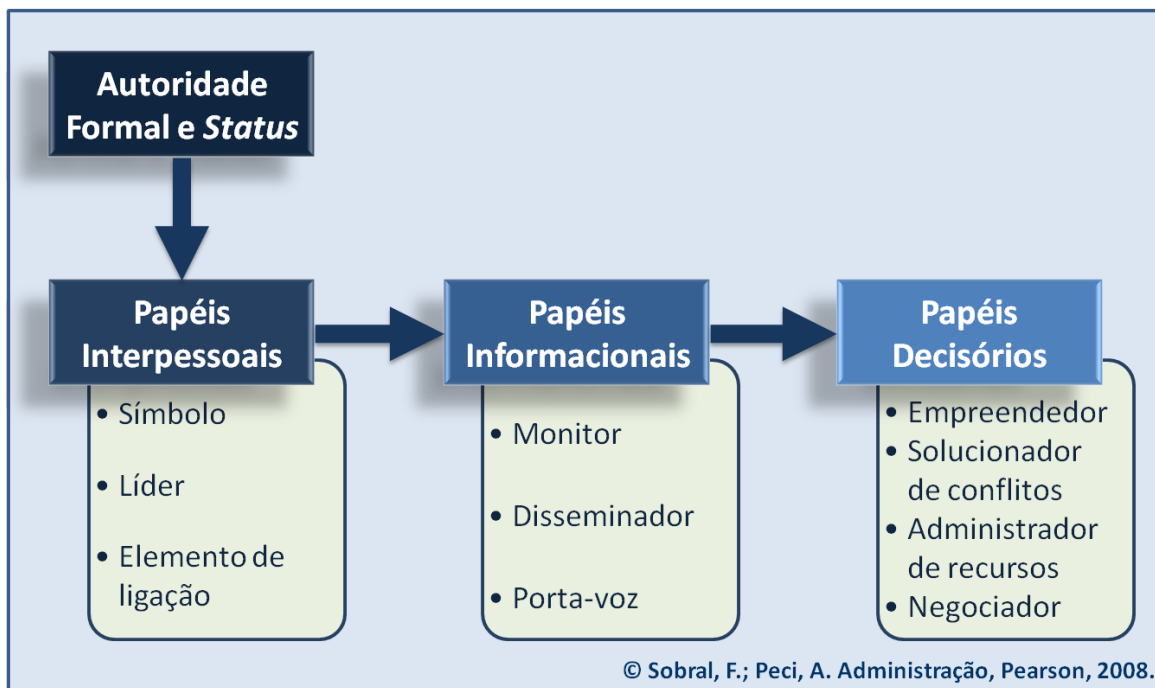 Autoridade
Formal e Status
Papéis
Interpessoais
• Símbolo
• Líder
• Elemento de
ligação
Papéis
Informacionais
• Monitor
• Disseminador
• Porta-voz
Papéis
Decisórios
• Empreendedor
• Solucionador
de conflitos
• Administrador
de recursos
• Negociador
© Sobral, F.; Peci, A. Administração, Pearson, 2008.